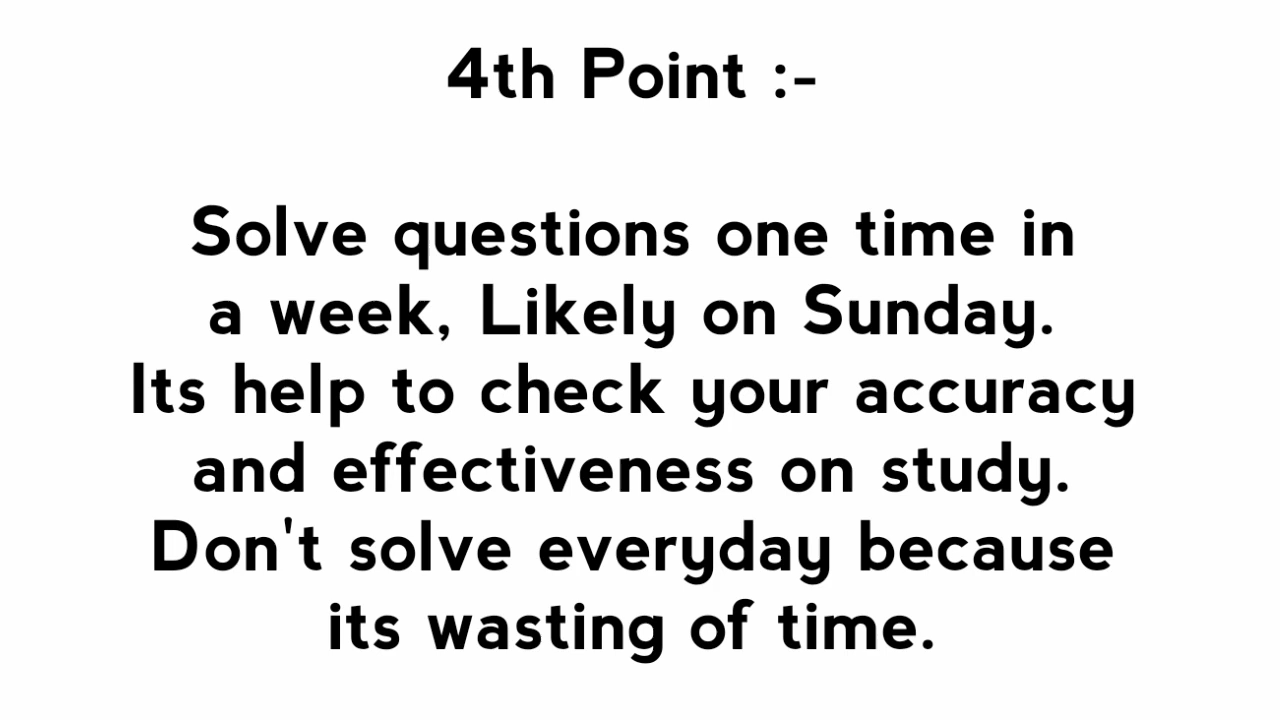 4th Point :-
Solve questions one time in
a week, Likely on Sunday.
Its help to check your accuracy
and effectiveness on study.
Don't solve everyday because
its wasting of time.